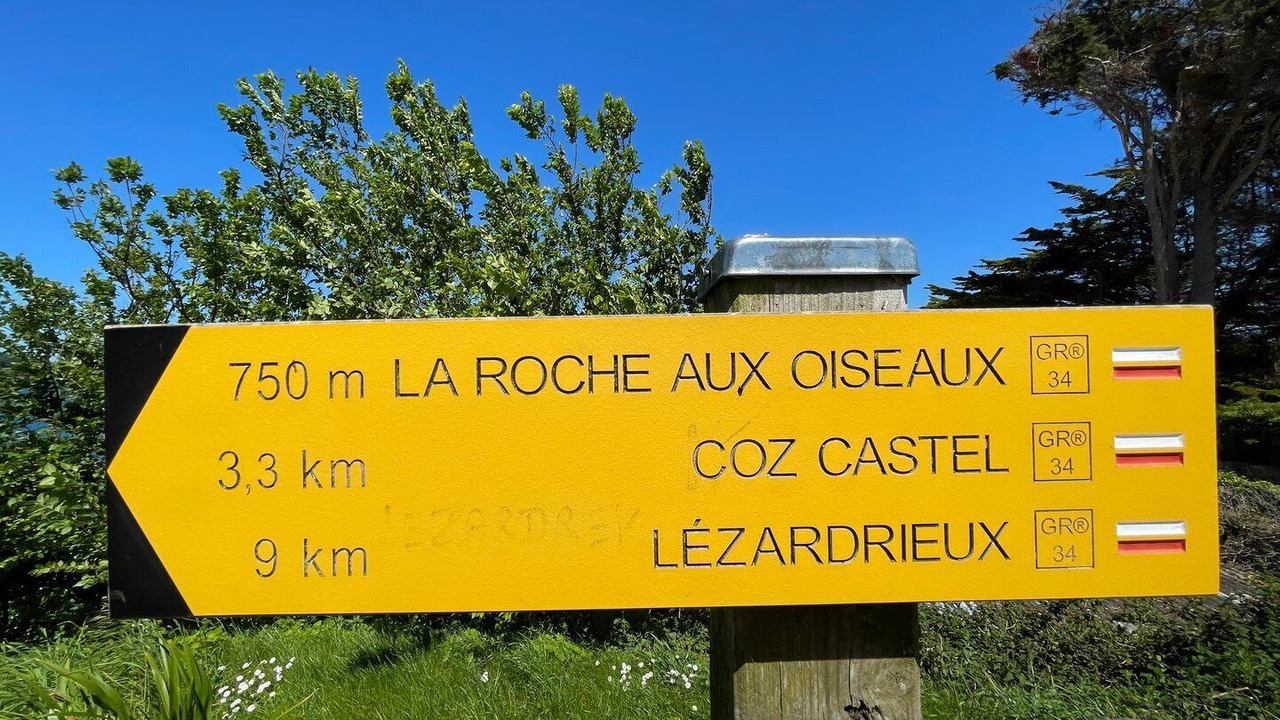 750 m LA ROCHE AUX OISEAUX GR® 34
3,3 km COZ CASTEL GR® 34
9 km LÉZARDRIEUX GR® 34
LEZARDREV